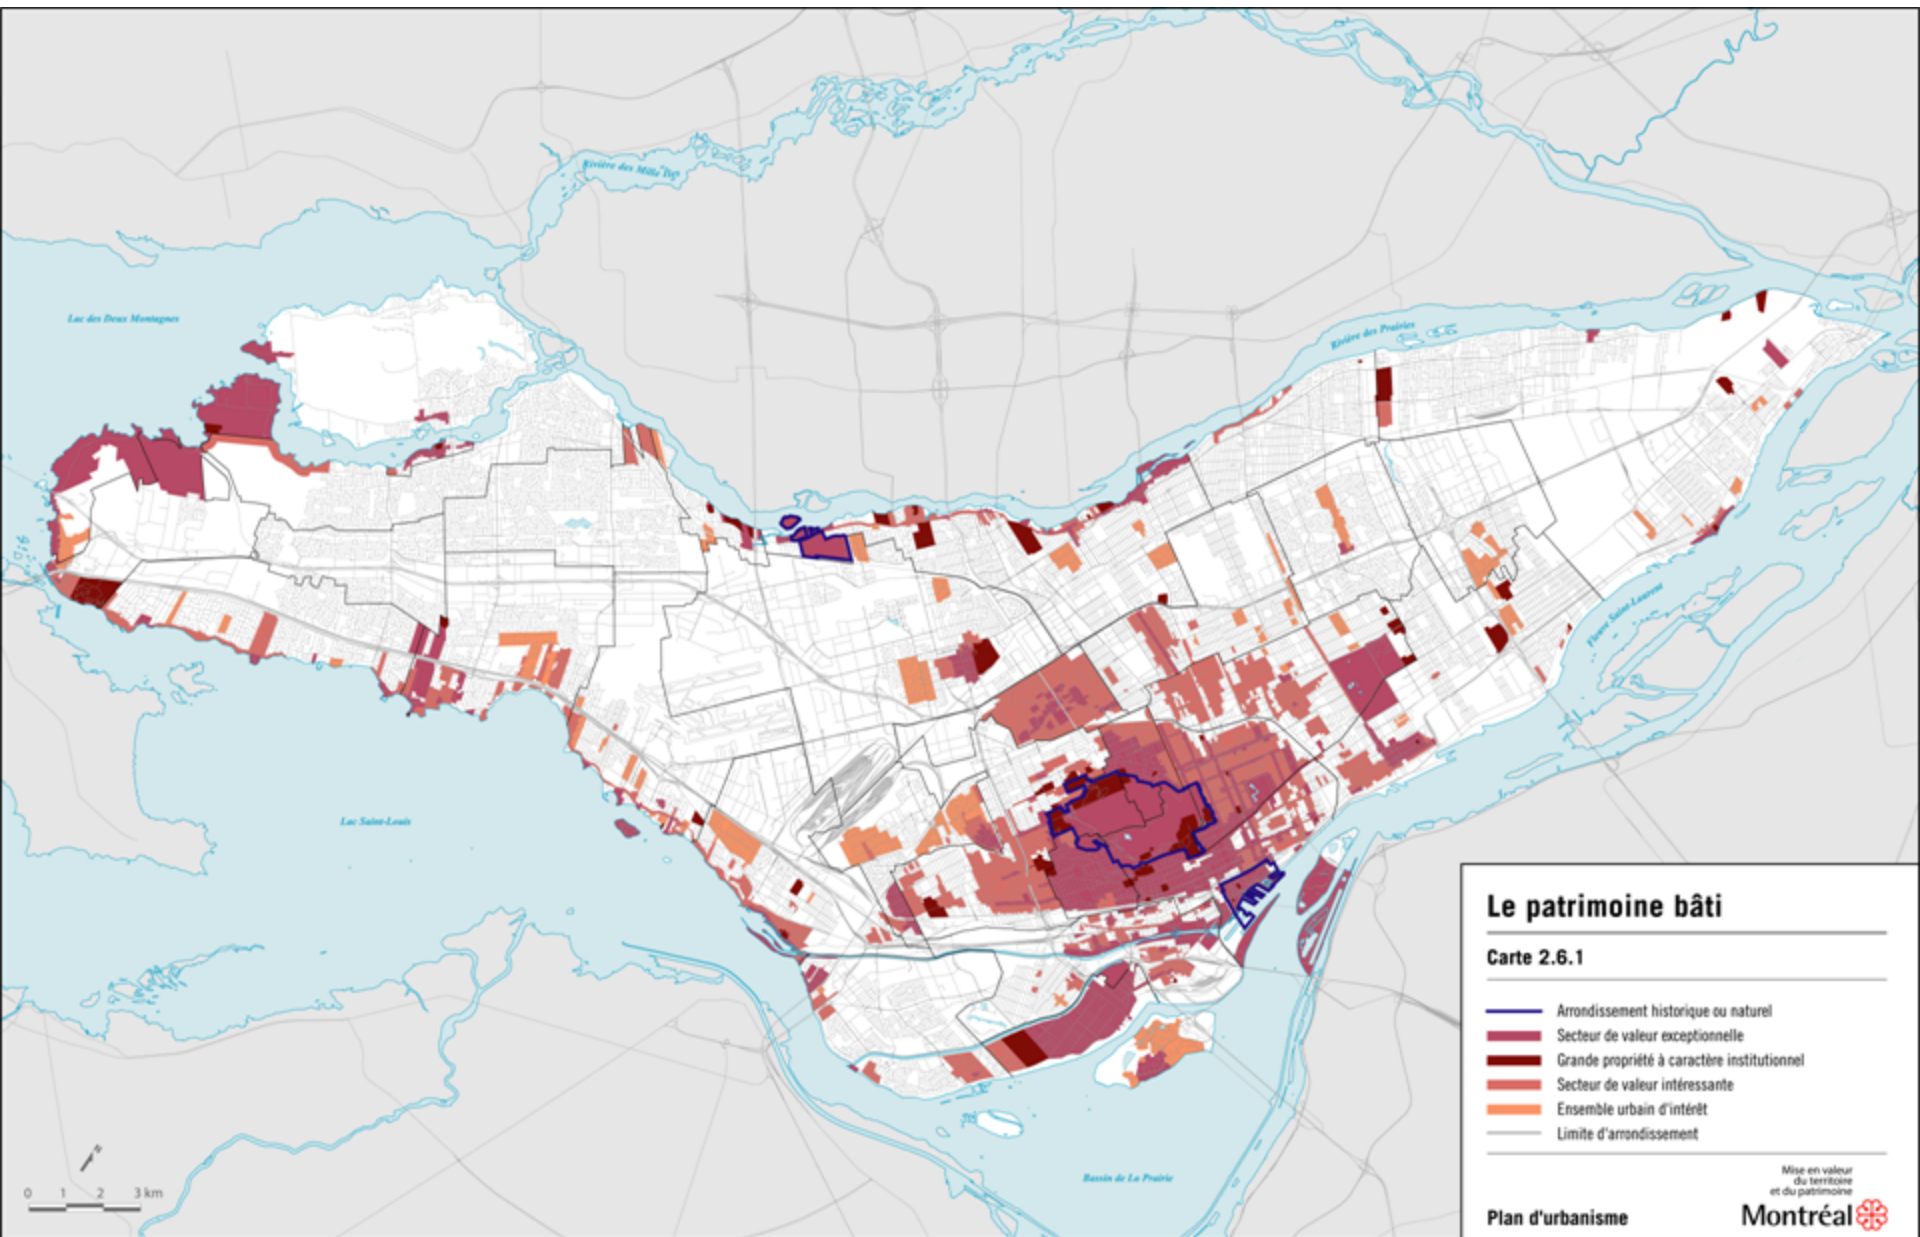 Rivière des Mille Îles
Lac des Deux Montagnes
Rivière des Prairies
Fleuve Saint-Laurent
Lac Saint-Louis
Bassin de La Prairie
N
0 1 2 3 km
Le patrimoine bâti
Carte 2.6.1
Arrondissement historique ou naturel
Secteur de valeur exceptionnelle
Grande propriété à caractère institutionnel
Secteur de valeur intéressante
Ensemble urbain d'intérêt
Limite d'arrondissement
Mise en valeur
du territoire
et du patrimoine
Plan d'urbanisme
Montréal